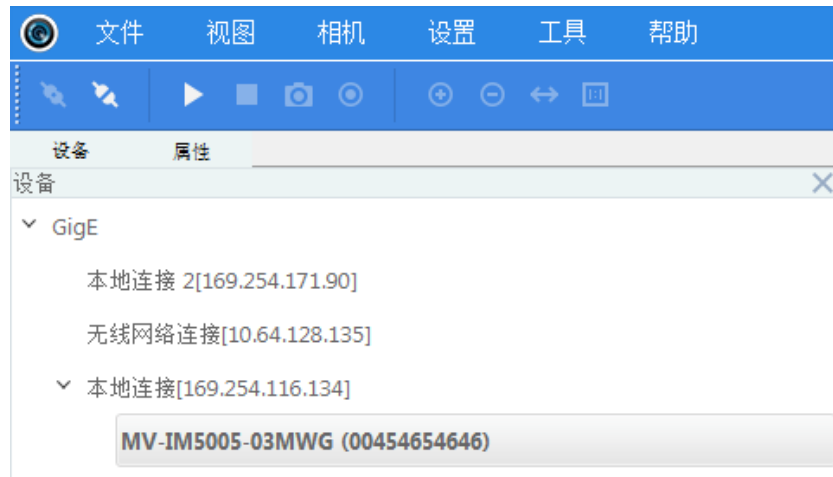 文件 视图 相机 设置 工具 帮助
1:1
设备 属性
设备
GigE
本地连接 2[169.254.171.90]
无线网络连接[10.64.128.135]
本地连接[169.254.116.134]
MV-IM5005-03MWG (00454654646)